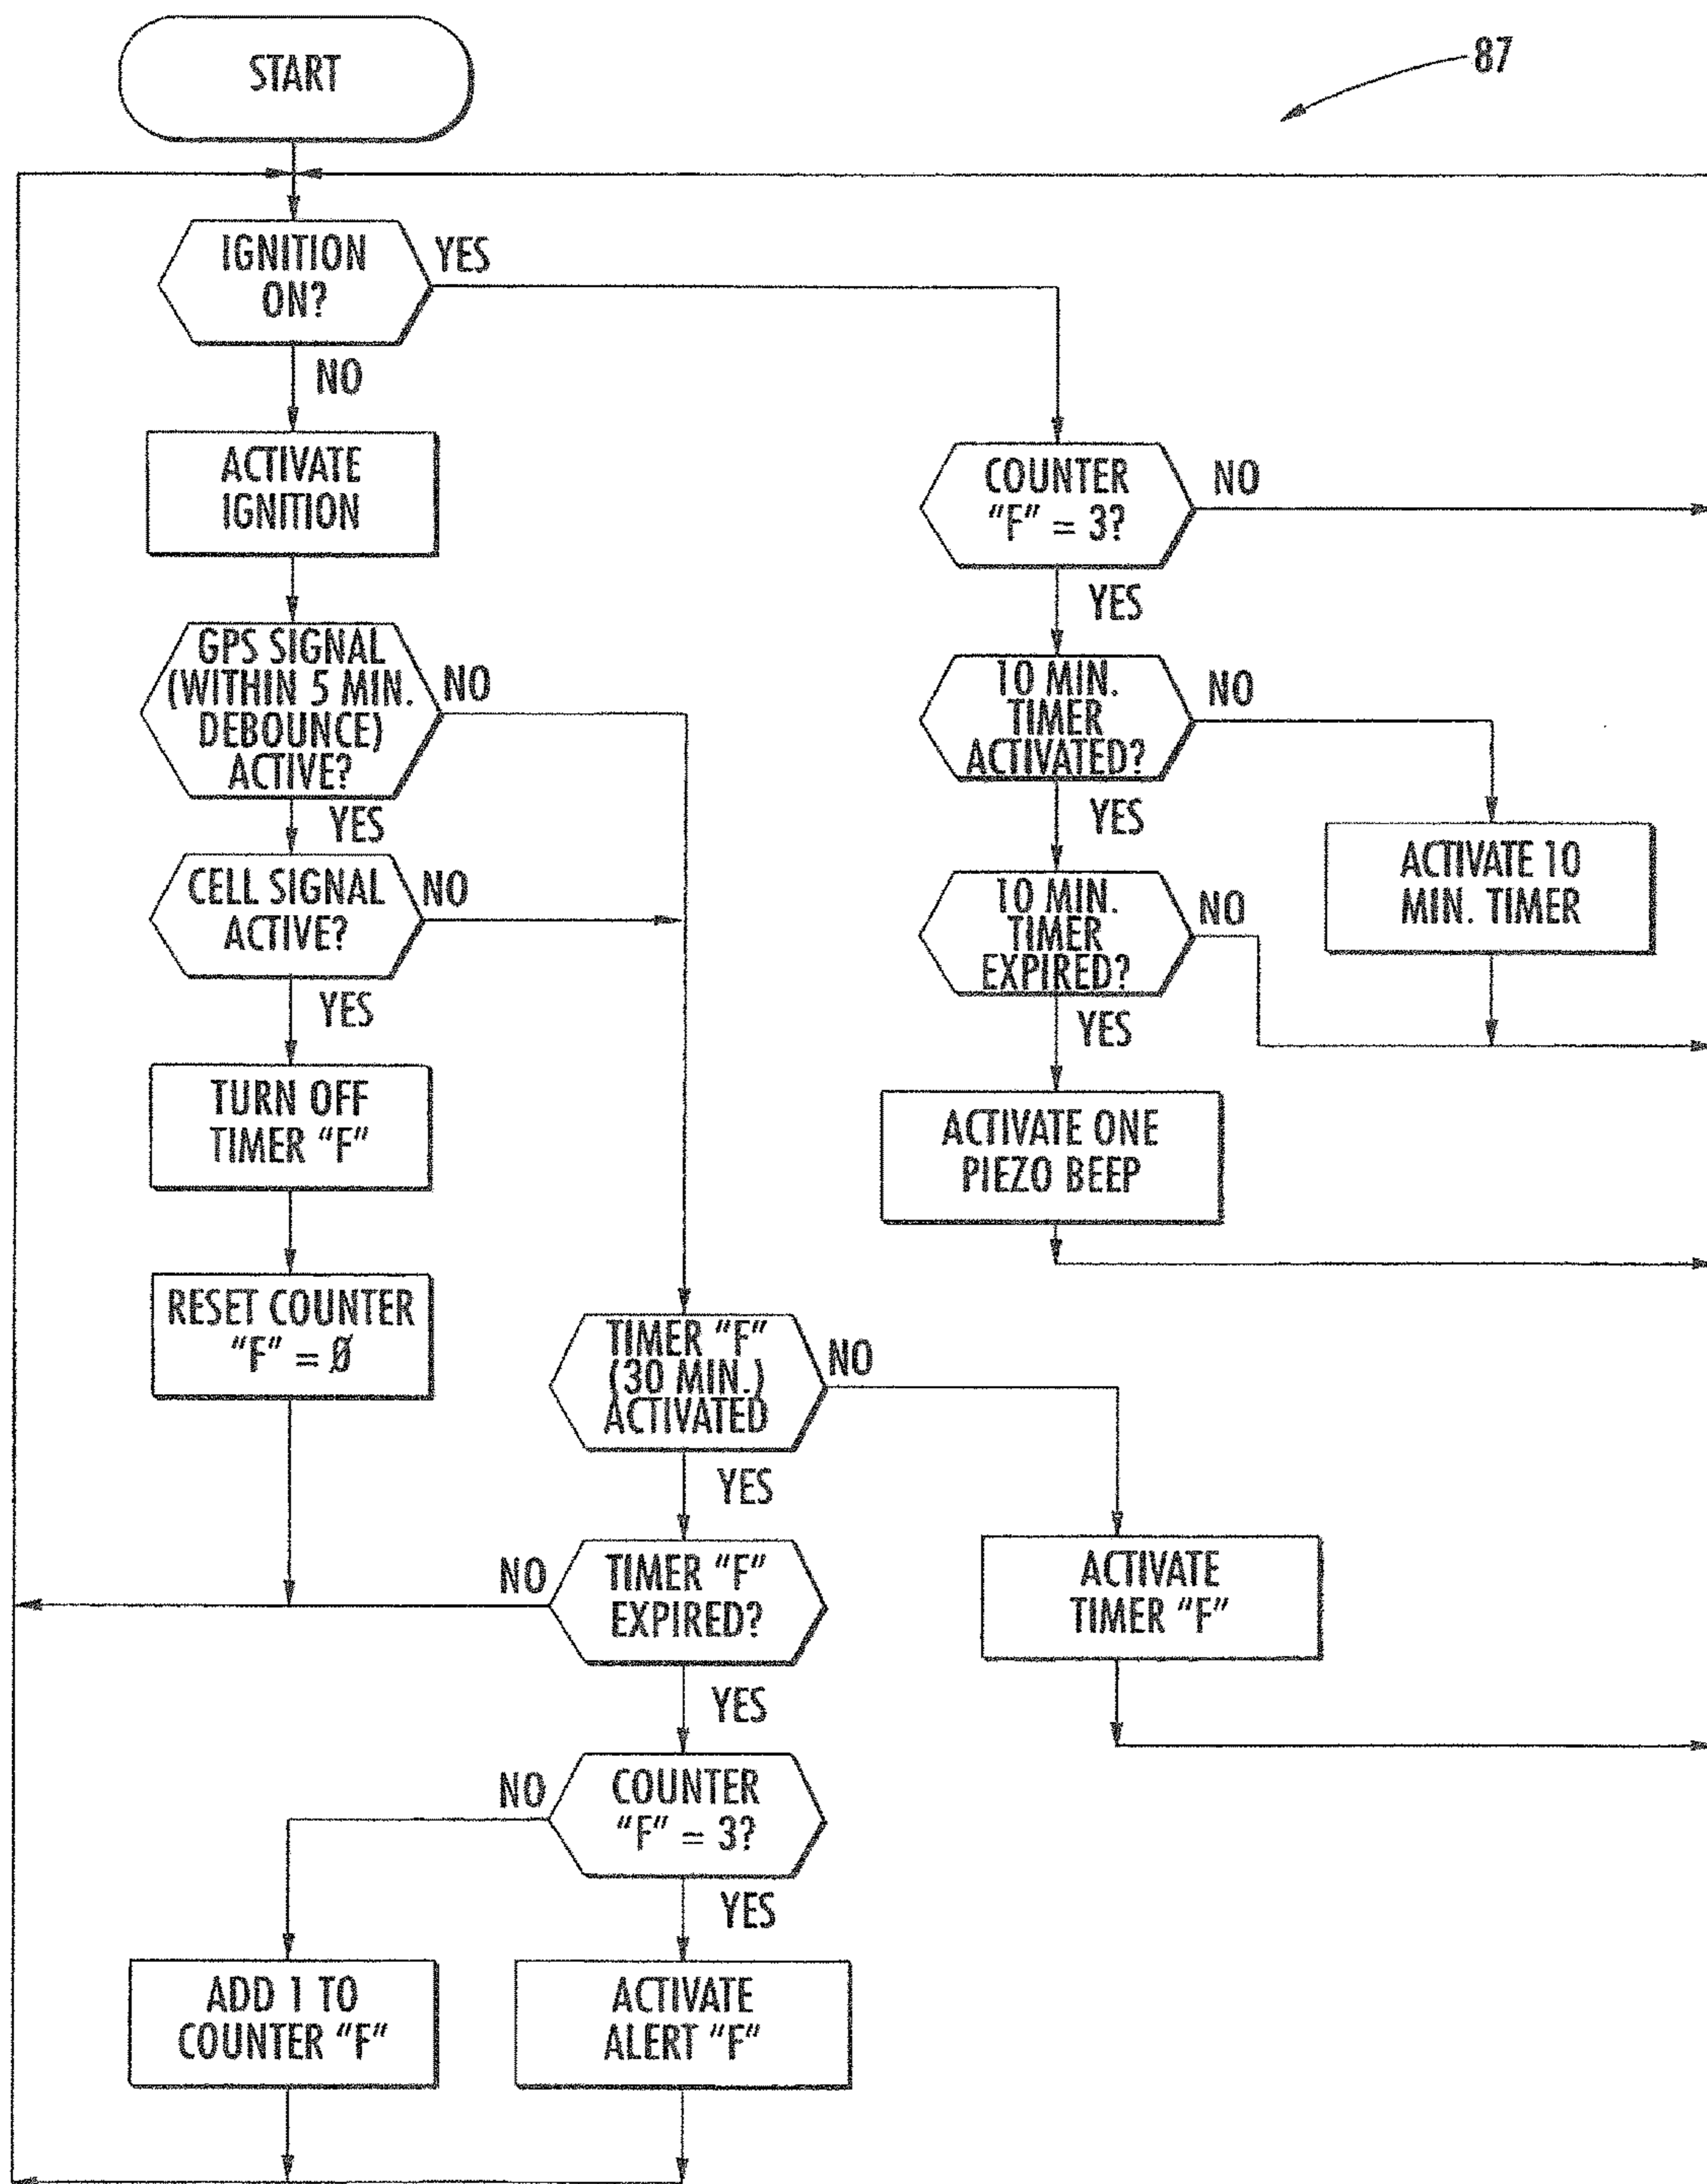 START
87
IGNITION
ON?
YES
NO
ACTIVATE
IGNITION
COUNTER
"F" = 3?
NO
YES
GPS SIGNAL
(WITHIN 5 MIN.
DEBOUNCE)
ACTIVE?
NO
YES
10 MIN.
TIMER
ACTIVATED?
NO
YES
ACTIVATE 10
MIN. TIMER
CELL SIGNAL
ACTIVE?
NO
YES
10 MIN.
TIMER
EXPIRED?
NO
YES
TURN OFF
TIMER "F"
ACTIVATE ONE
PIEZO BEEP
RESET COUNTER
"F" = Ø
TIMER "F"
(30 MIN.)
ACTIVATED
NO
YES
TIMER "F"
EXPIRED?
NO
YES
ACTIVATE
TIMER "F"
COUNTER
"F" = 3?
NO
YES
ADD 1 TO
COUNTER "F"
ACTIVATE
ALERT "F"